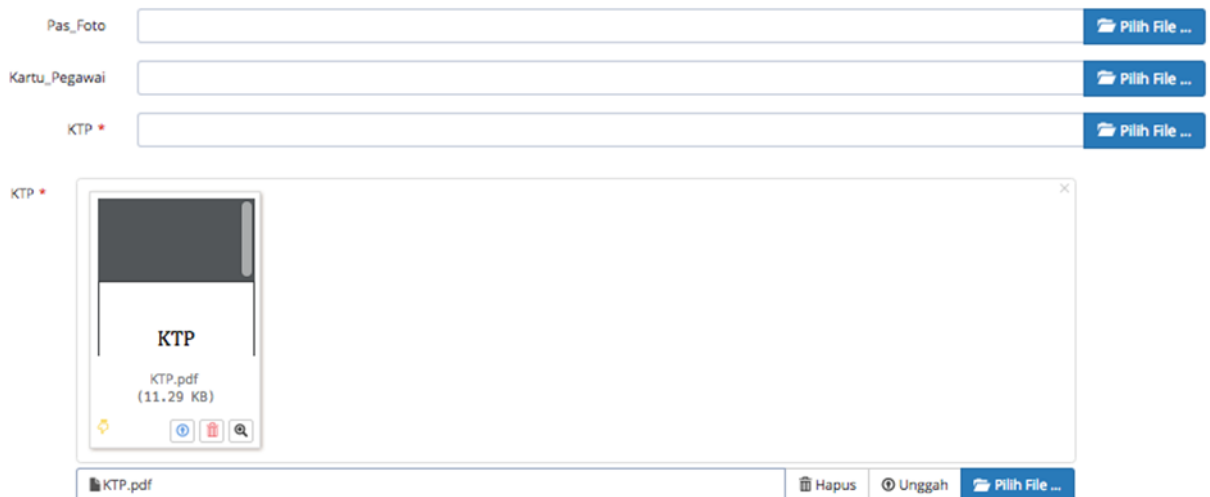 Pas_Foto Pilih File ...
Kartu_Pegawai Pilih File ...
KTP * Pilih File ...
KTP *
KTP
KTP.pdf
(11.29 KB)
KTP.pdf Hapus Unggah Pilih File ...